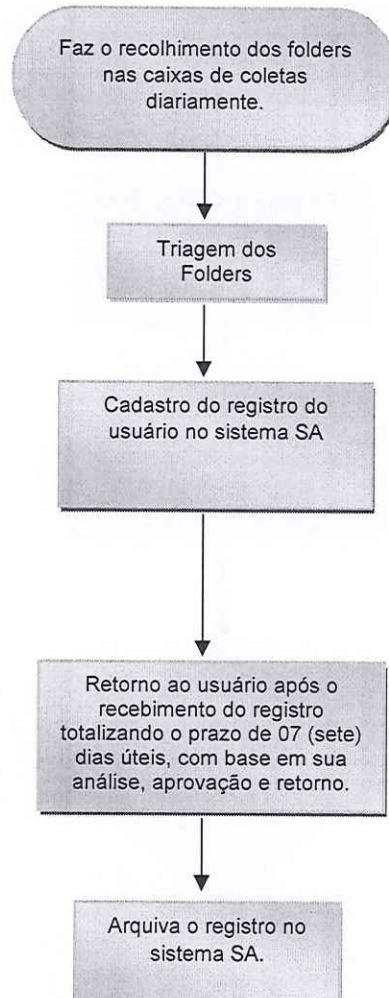 Faz o recolhimento dos folders
nas caixas de coletas
diariamente.
Triagem dos
Folders
Cadastro do registro do
usuário no sistema SA
Retorno ao usuário após o
recebimento do registro
totalizando o prazo de 07 (sete)
dias úteis, com base em sua
análise, aprovação e retorno.
Arquiva o registro no
sistema SA.